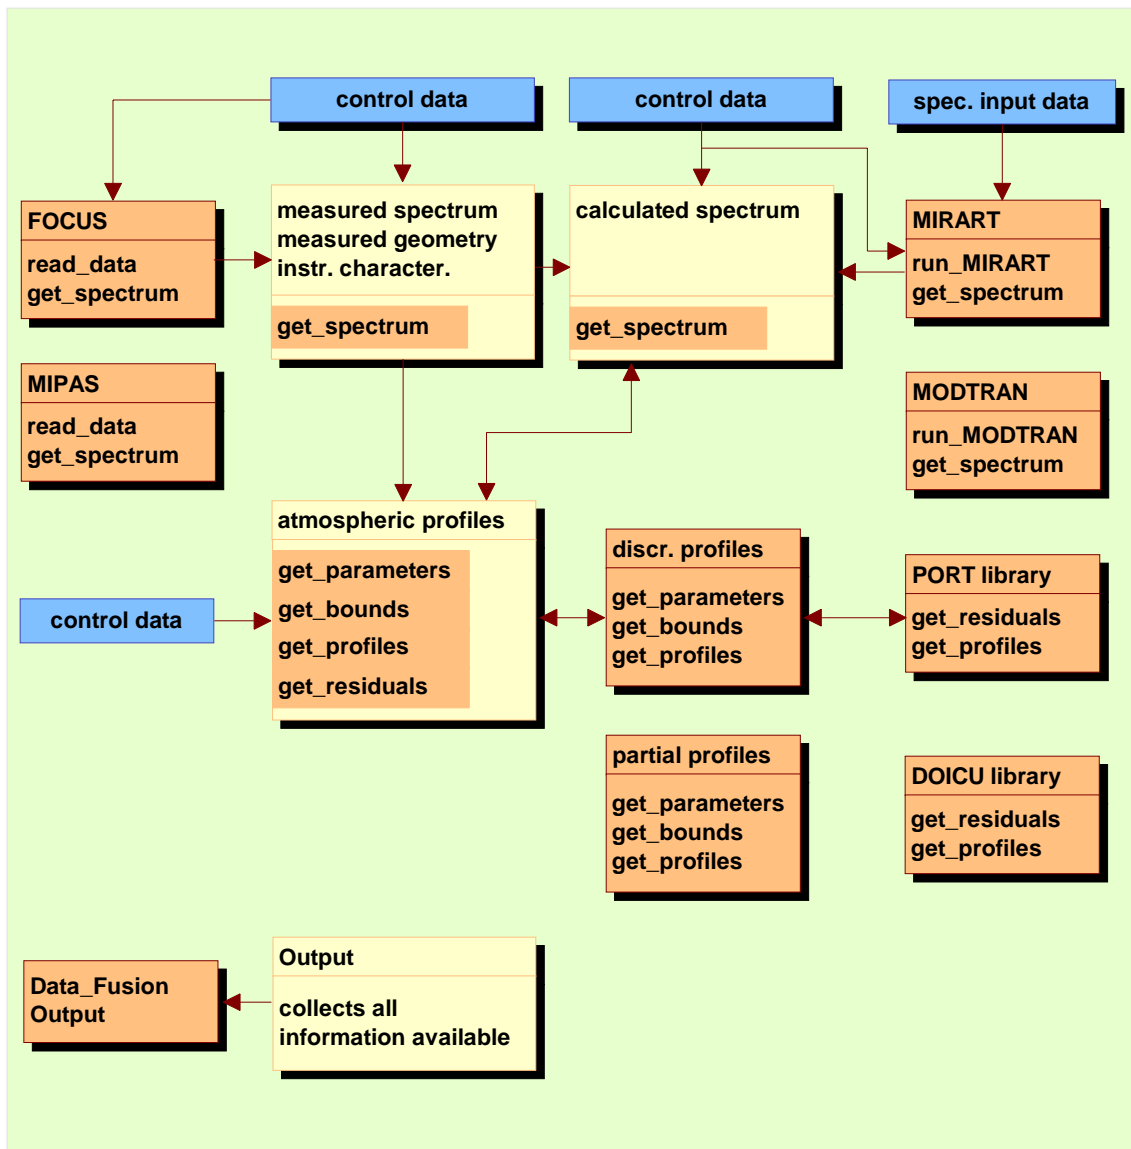 control data
control data
spec. input data
FOCUS
read_data
get_spectrum
measured spectrum
measured geometry
instr. character.
get_spectrum
calculated spectrum
get_spectrum
MIRART
run_MIRART
get_spectrum
MIPAS
read_data
get_spectrum
MODTRAN
run_MODTRAN
get_spectrum
control data
atmospheric profiles
get_parameters
get_bounds
get_profiles
get_residuals
discr. profiles
get_parameters
get_bounds
get_profiles
PORT library
get_residuals
get_profiles
partial profiles
get_parameters
get_bounds
get_profiles
DOICU library
get_residuals
get_profiles
Data_Fusion
Output
Output
collects all
information available